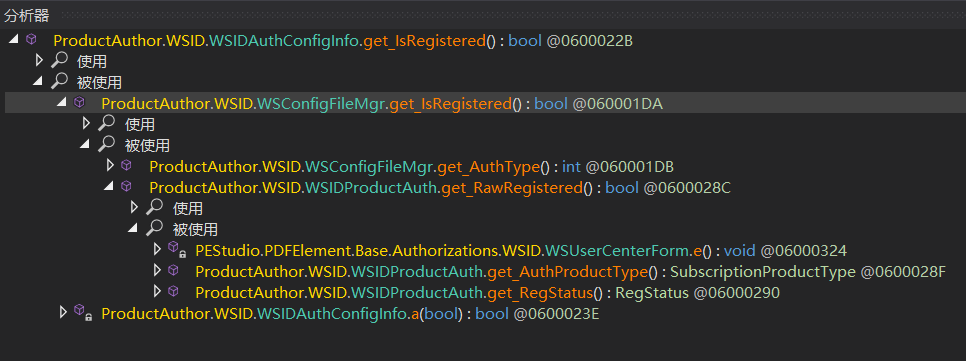 分析器
ProductAuthor.WSID.WSIDAuthConfigInfo.get_IsRegistered() : bool @0600022B
使用
被使用
ProductAuthor.WSID.WSConfigFileMgr.get_IsRegistered() : bool @060001DA
使用
被使用
ProductAuthor.WSID.WSConfigFileMgr.get_AuthType() : int @060001DB
ProductAuthor.WSID.WSIDProductAuth.get_RawRegistered() : bool @0600028C
使用
被使用
PEStudio.PDFElement.Base.Authorizations.WSID.WSUserCenterForm.e() : void @06000324
ProductAuthor.WSID.WSIDProductAuth.get_AuthProductType() : SubscriptionProductType @0600028F
ProductAuthor.WSID.WSIDProductAuth.get_RegStatus() : RegStatus @06000290
ProductAuthor.WSID.WSIDAuthConfigInfo.a(bool) : bool @0600023E